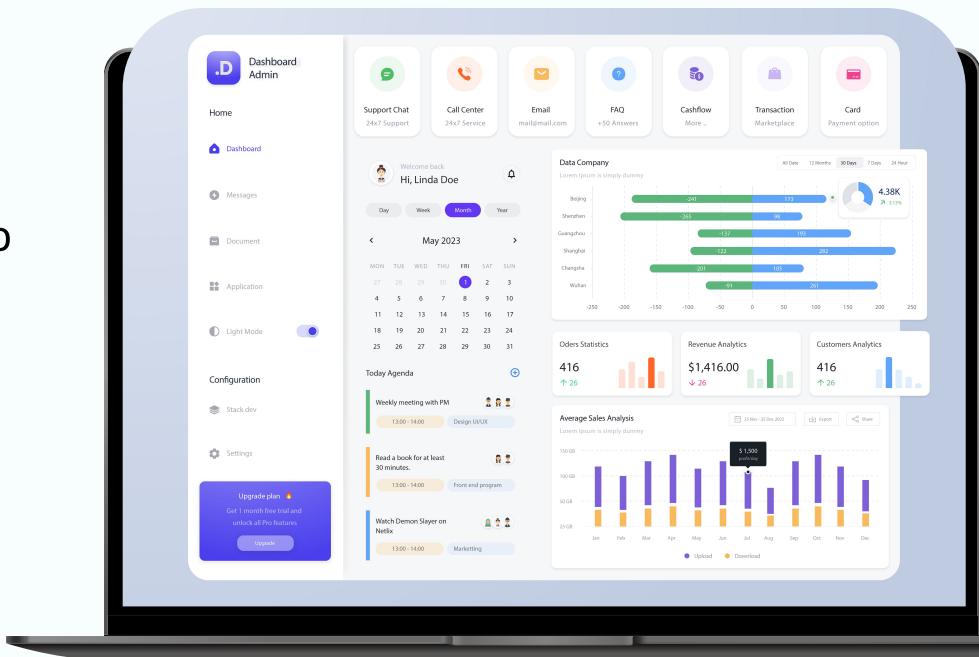 .D
Dashboard
Admin
Home
Dashboard
Messages
Document
Application
Light Mode
Configuration
Stack dev
Settings
Upgrade plan
Get 1 month free trial and
unlock all Pro features
Upgrade
Support Chat
24x7 Support
Call Center
24x7 Service
Email
mail@mail.com
FAQ
+50 Answers
Cashflow
More ..
Transaction
Marketplace
Card
Payment option
Welcome back
Hi, Linda Doe
Day Week Month Year
< May 2023 >
MON TUE WED THU FRI SAT SUN
27 28 29 30 1 2 3
4 5 6 7 8 9 10
11 12 13 14 15 16 17
18 19 20 21 22 23 24
25 26 27 28 29 30 31
Today Agenda
Weekly meeting with PM
13:00 - 14:00 Design UI/UX
Read a book for at least
30 minutes.
13:00 - 14:00 Front end program
Watch Demon Slayer on
Netlix
13:00 - 14:00 Marketting
Data Company
Lorem Ipsum is simply dummy
All Date 12 Months 30 Days 7 Days 24 Hour
4.38K
3.13%
Beijing -241 173
Shenzhen -265 98
Guangzhou -137 193
Shanghai -122 282
Changsha 201 105
Wuhan -91 261
-250 -200 -150 -100 -50 0 50 100 150 200 250
Oders Statistics
416
26
Revenue Analytics
$1,416.00
26
Customers Analytics
416
26
Average Sales Analysis
Lorem Ipsum is simply dummy
25 Nov - 25 Dec 2022 Export Share
$ 1,500
150 GB
100 GB
50 GB
25 GB
Jan Feb Mar Apr May Jun Jul Aug Sep Oct Nov Dec
Upload Download